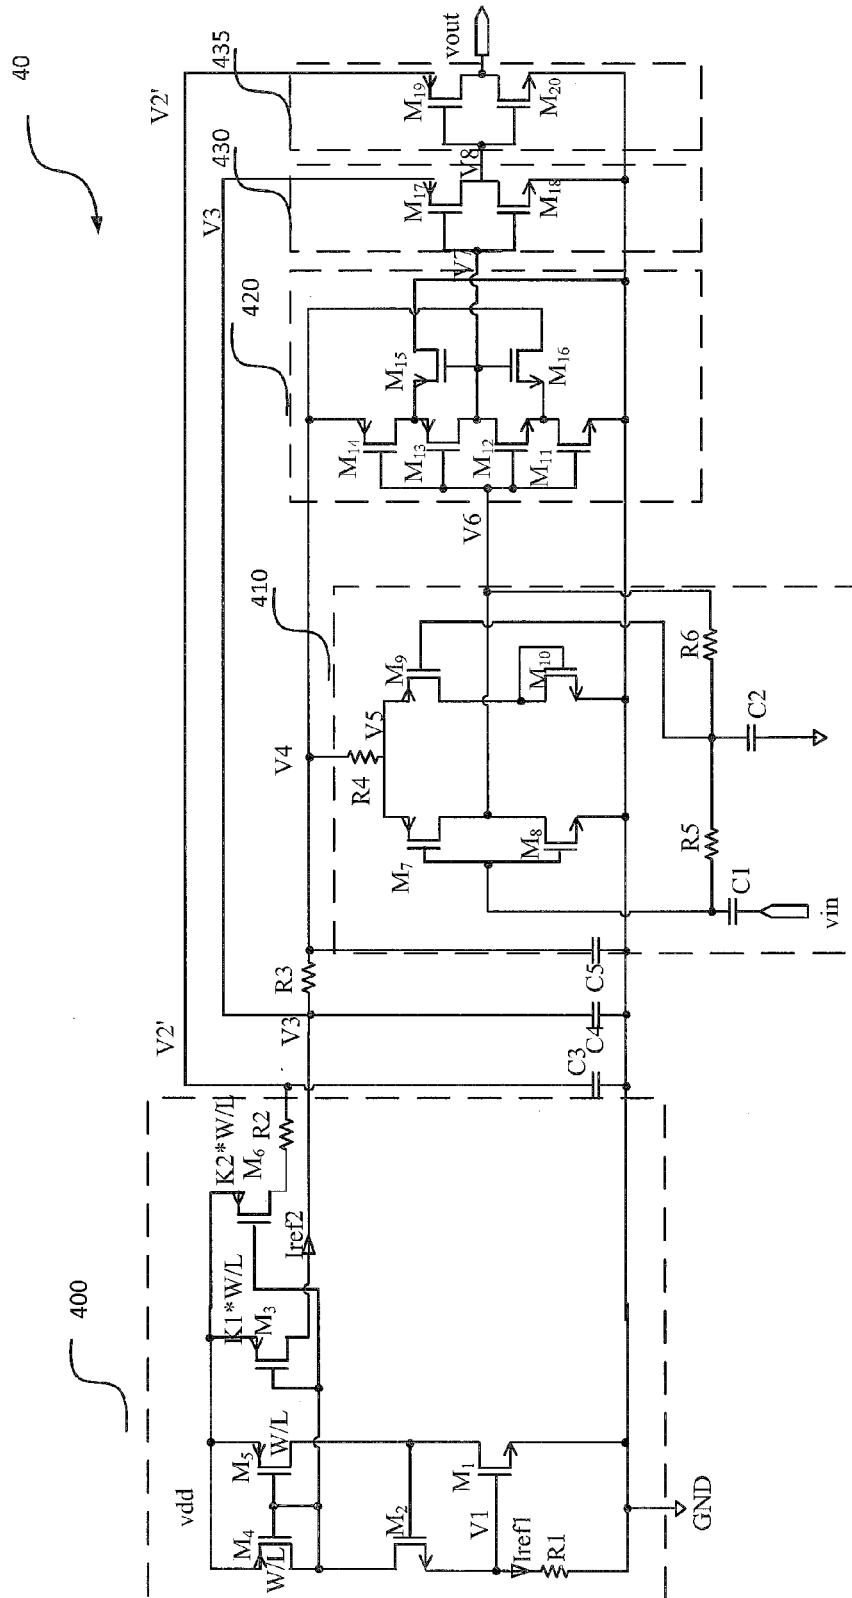 40
V2'
435
vout
M19
M20
V3
430
V8
M17
M18
V7
420
M15
M16
M14
M13
M12
M11
V6
410
M9
M10
R6
V5
V4
R4
C2
M7
M8
R5
C1
vin
R3
C5
V3
C4
V2'
C3
R2
K2*W/L
M6
Iref2
K1*W/L
M3
400
W/L
M5
vdd
M4
W/L
M2
M1
V1
Iref1
R1
GND